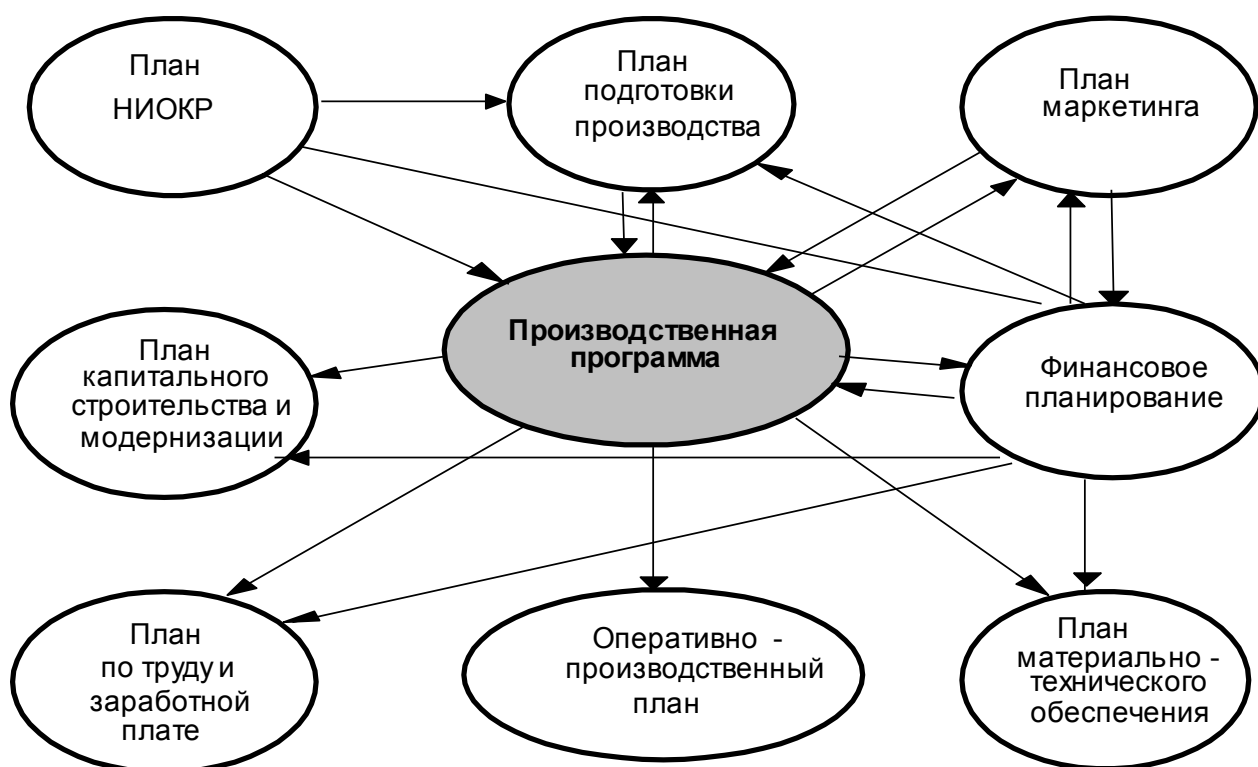 План
НИОКР
План
подготовки
производства
План
маркетинга
Производственная
программа
План
капитального
строительства и
модернизации
Финансовое
планирование
План
по труду и
заработной
плате
Оперативно -
производственный
план
План
материально -
технического
обеспечения